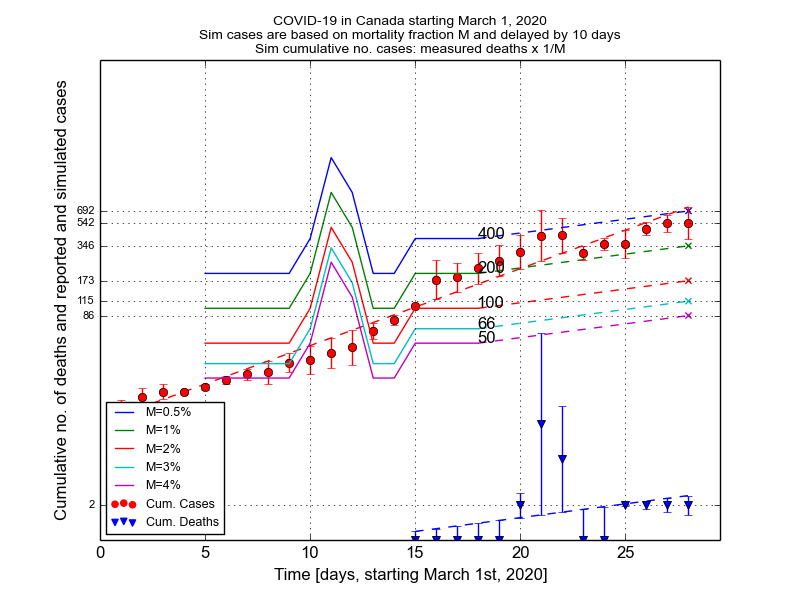 COVID-19 in Canada starting March 1, 2020
Sim cases are based on mortality fraction M and delayed by 10 days
Sim cumulative no. cases: measured deaths x 1/M
Cumulative no. of deaths and reported and simulated cases
692
542
346
173
115
86
2
400
200
100
66
50
M=0.5%
M=1%
M=2%
M=3%
M=4%
Cum. Cases
Cum. Deaths
0 5 10 15 20 25
Time [days, starting March 1st, 2020]